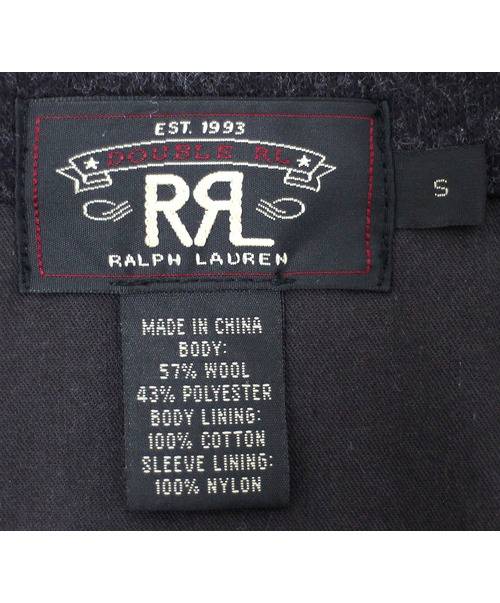 EST. 1993
DOUBLE RL
RRL
RALPH LAUREN
S
MADE IN CHINA
BODY:
57% WOOL
43% POLYESTER
BODY LINING:
100% COTTON
SLEEVE LINING:
100% NYLON